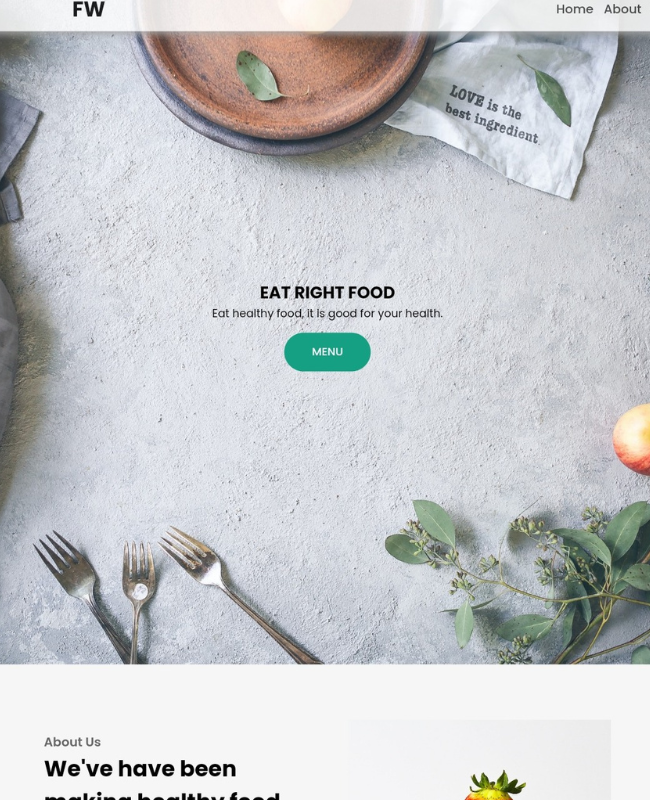 FW
Home About
LOVE is the
best ingredient
EAT RIGHT FOOD
Eat healthy food, it is good for your health.
MENU
About Us
We've have been
making healthy food